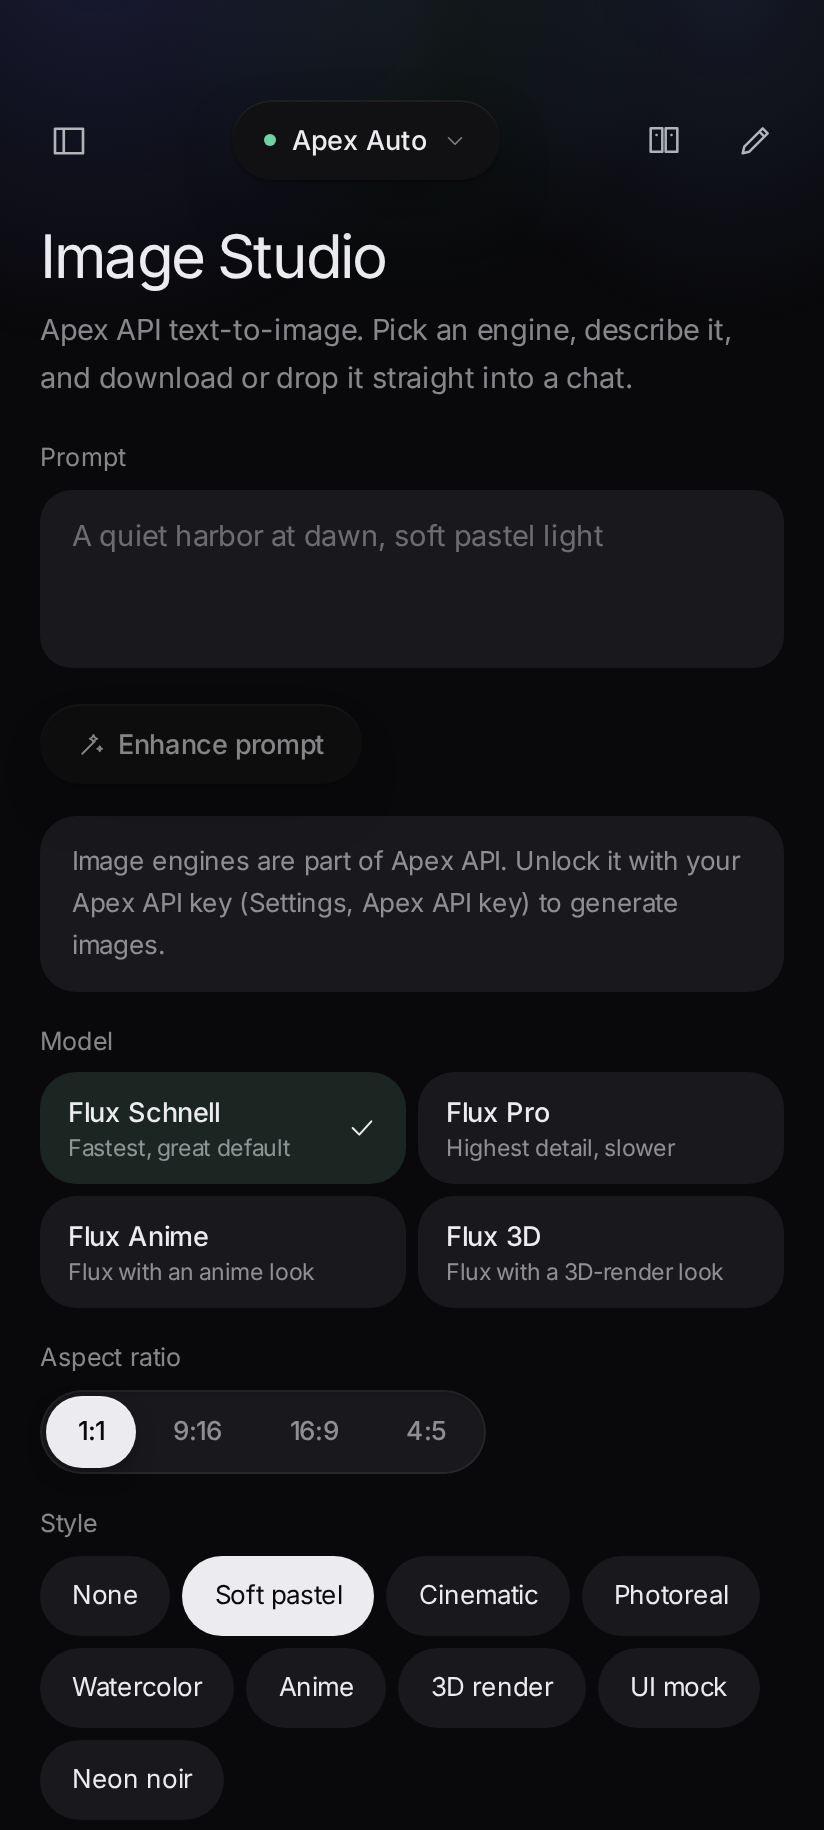 Apex Auto
Image Studio
Apex API text-to-image. Pick an engine, describe it,
and download or drop it straight into a chat.
Prompt
A quiet harbor at dawn, soft pastel light
Enhance prompt
Image engines are part of Apex API. Unlock it with your
Apex API key (Settings, Apex API key) to generate
images.
Model
Flux Schnell
Fastest, great default
Flux Pro
Highest detail, slower
Flux Anime
Flux with an anime look
Flux 3D
Flux with a 3D-render look
Aspect ratio
1:1 9:16 16:9 4:5
Style
None Soft pastel Cinematic Photoreal
Watercolor Anime 3D render UI mock
Neon noir